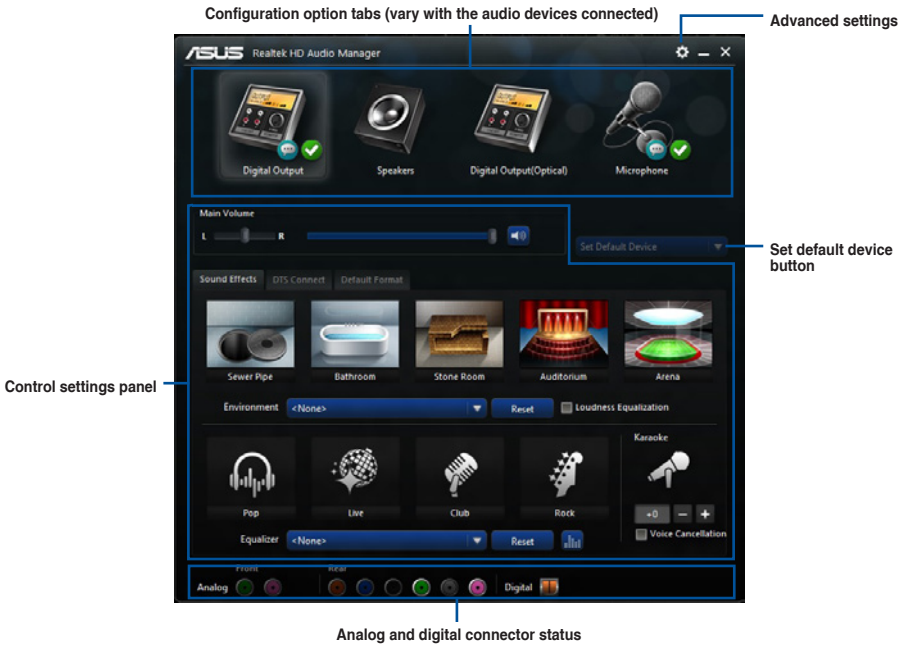 Configuration option tabs (vary with the audio devices connected)
Advanced settings
ASUS Realtek HD Audio Manager
Digital Output
Speakers
Digital Output(Optical)
Microphone
Main Volume
L R
Set Default Device
Set default device
button
Sound Effects DTS Connect Default Format
Sewer Pipe
Bathroom
Stone Room
Auditorium
Arena
Control settings panel
Environment <None> Reset Loudness Equalization
Karaoke
Pop
Live
Club
Rock
+0 − +
Equalizer <None> Reset
Voice Cancellation
Front
Rear
Analog
Digital
Analog and digital connector status